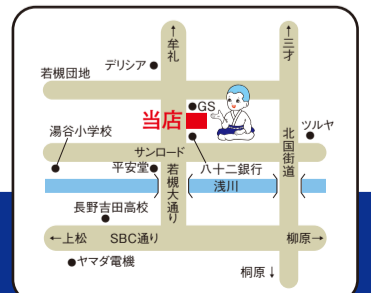 ↑牟礼
↑三才
デリシア
若槻団地
GS
当店
ツルヤ
湯谷小学校
サンロード
北国街道
平安堂
八十二銀行
若槻大通り
浅川
長野吉田高校
←上松
SBC通り
柳原→
ヤマダ電機
桐原↓